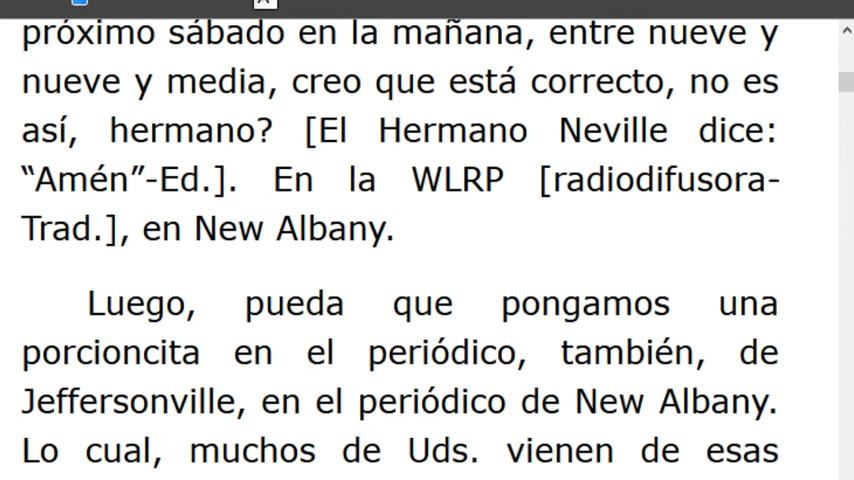 próximo sábado en la mañana, entre nueve y
nueve y media, creo que está correcto, no es
así, hermano? [El Hermano Neville dice:
“Amén”-Ed.]. En la WLRP [radiodifusora-
Trad.], en New Albany.
Luego, pueda que pongamos una
porcioncita en el periódico, también, de
Jeffersonville, en el periódico de New Albany.
Lo cual, muchos de Uds. vienen de esas